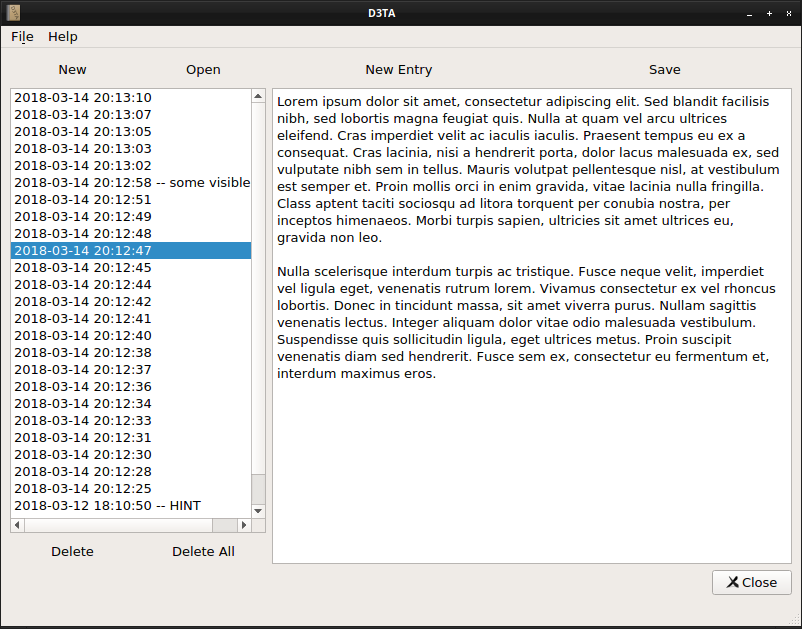 D3TA
File Help
New Open New Entry Save
2018-03-14 20:13:10
2018-03-14 20:13:07
2018-03-14 20:13:05
2018-03-14 20:13:03
2018-03-14 20:13:02
2018-03-14 20:12:58 -- some visible
2018-03-14 20:12:51
2018-03-14 20:12:49
2018-03-14 20:12:48
2018-03-14 20:12:47
2018-03-14 20:12:45
2018-03-14 20:12:44
2018-03-14 20:12:42
2018-03-14 20:12:41
2018-03-14 20:12:40
2018-03-14 20:12:38
2018-03-14 20:12:37
2018-03-14 20:12:36
2018-03-14 20:12:34
2018-03-14 20:12:33
2018-03-14 20:12:31
2018-03-14 20:12:30
2018-03-14 20:12:28
2018-03-14 20:12:25
2018-03-12 18:10:50 -- HINT
Delete Delete All
Lorem ipsum dolor sit amet, consectetur adipiscing elit. Sed blandit facilisis
nibh, sed lobortis magna feugiat quis. Nulla at quam vel arcu ultrices
eleifend. Cras imperdiet velit ac iaculis iaculis. Praesent tempus eu ex a
consequat. Cras lacinia, nisi a hendrerit porta, dolor lacus malesuada ex, sed
vulputate nibh sem in tellus. Mauris volutpat pellentesque nisl, at vestibulum
est semper et. Proin mollis orci in enim gravida, vitae lacinia nulla fringilla.
Class aptent taciti sociosqu ad litora torquent per conubia nostra, per
inceptos himenaeos. Morbi turpis sapien, ultricies sit amet ultrices eu,
gravida non leo.
Nulla scelerisque interdum turpis ac tristique. Fusce neque velit, imperdiet
vel ligula eget, venenatis rutrum lorem. Vivamus consectetur ex vel rhoncus
lobortis. Donec in tincidunt massa, sit amet viverra purus. Nullam sagittis
venenatis lectus. Integer aliquam dolor vitae odio malesuada vestibulum.
Suspendisse quis sollicitudin ligula, eget ultrices metus. Proin suscipit
venenatis diam sed hendrerit. Fusce sem ex, consectetur eu fermentum et,
interdum maximus eros.
Close